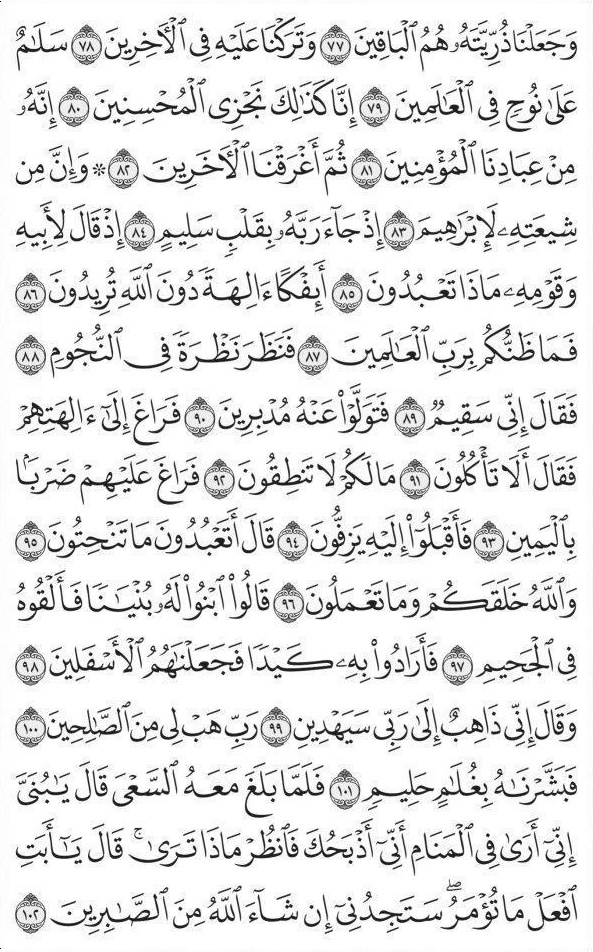 وَجَعَلْنَا ذُرِّيَّتَهُۥ هُمُ ٱلْبَاقِينَ ٧٧ وَتَرَكْنَا عَلَيْهِ فِى ٱلْـَٔاخِرِينَ ٧٨ سَلَـٰمٌ
عَلَىٰ نُوحٍ فِى ٱلْعَـٰلَمِينَ ٧٩ إِنَّا كَذَٰلِكَ نَجْزِى ٱلْمُحْسِنِينَ ٨٠ إِنَّهُۥ
مِنْ عِبَادِنَا ٱلْمُؤْمِنِينَ ٨١ ثُمَّ أَغْرَقْنَا ٱلْـَٔاخَرِينَ ٨٢ ۞ وَإِنَّ مِن
شِيعَتِهِۦ لَإِبْرَٰهِيمَ ٨٣ إِذْ جَآءَ رَبَّهُۥ بِقَلْبٍ سَلِيمٍ ٨٤ إِذْ قَالَ لِأَبِيهِ
وَقَوْمِهِۦ مَاذَا تَعْبُدُونَ ٨٥ أَئِفْكًا ءَالِهَةً دُونَ ٱللَّهِ تُرِيدُونَ ٨٦
فَمَا ظَنُّكُم بِرَبِّ ٱلْعَـٰلَمِينَ ٨٧ فَنَظَرَ نَظْرَةً فِى ٱلنُّجُومِ ٨٨
فَقَالَ إِنِّى سَقِيمٌ ٨٩ فَتَوَلَّوْا۟ عَنْهُ مُدْبِرِينَ ٩٠ فَرَاغَ إِلَىٰٓ ءَالِهَتِهِمْ
فَقَالَ أَلَا تَأْكُلُونَ ٩١ مَا لَكُمْ لَا تَنطِقُونَ ٩٢ فَرَاغَ عَلَيْهِمْ ضَرْبًۢا
بِٱلْيَمِينِ ٩٣ فَأَقْبَلُوٓا۟ إِلَيْهِ يَزِفُّونَ ٩٤ قَالَ أَتَعْبُدُونَ مَا تَنْحِتُونَ ٩٥
وَٱللَّهُ خَلَقَكُمْ وَمَا تَعْمَلُونَ ٩٦ قَالُوا۟ ٱبْنُوا۟ لَهُۥ بُنْيَـٰنًا فَأَلْقُوهُ
فِى ٱلْجَحِيمِ ٩٧ فَأَرَادُوا۟ بِهِۦ كَيْدًا فَجَعَلْنَـٰهُمُ ٱلْأَسْفَلِينَ ٩٨
وَقَالَ إِنِّى ذَاهِبٌ إِلَىٰ رَبِّى سَيَهْدِينِ ٩٩ رَبِّ هَبْ لِى مِنَ ٱلصَّـٰلِحِينَ ١٠٠
فَبَشَّرْنَـٰهُ بِغُلَـٰمٍ حَلِيمٍ ١٠١ فَلَمَّا بَلَغَ مَعَهُ ٱلسَّعْىَ قَالَ يَـٰبُنَىَّ
إِنِّىٓ أَرَىٰ فِى ٱلْمَنَامِ أَنِّىٓ أَذْبَحُكَ فَٱنظُرْ مَاذَا تَرَىٰ ۚ قَالَ يَـٰٓأَبَتِ
ٱفْعَلْ مَا تُؤْمَرُ ۖ سَتَجِدُنِىٓ إِن شَآءَ ٱللَّهُ مِنَ ٱلصَّـٰبِرِينَ ١٠٢